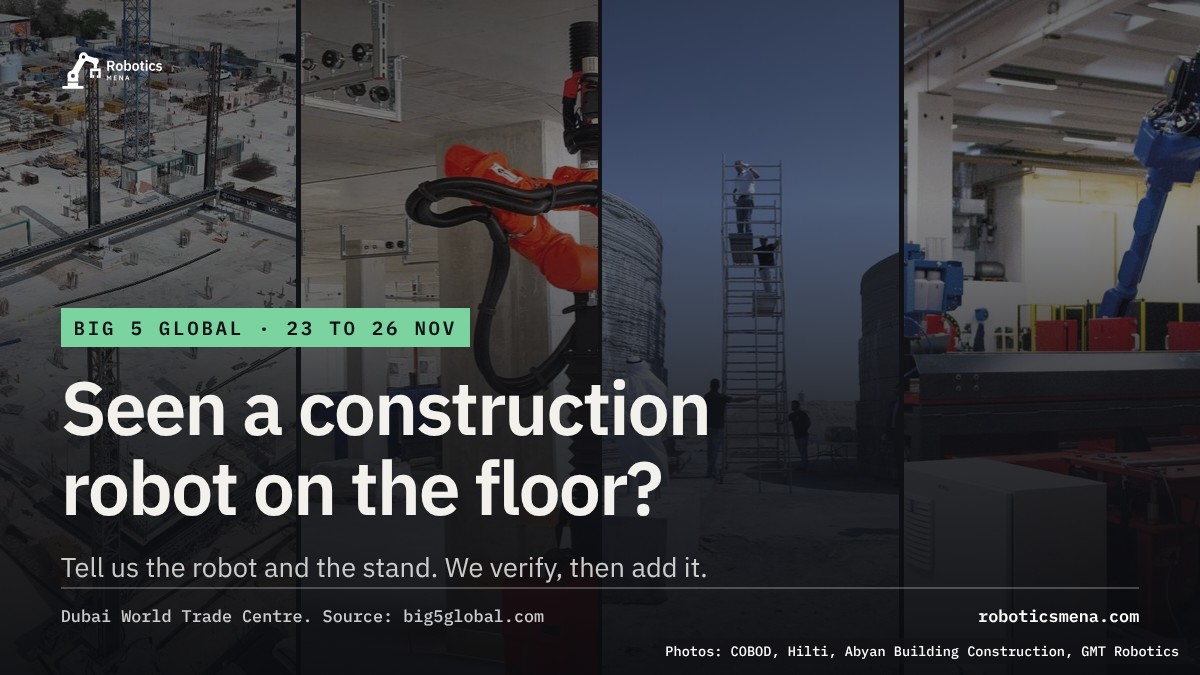 Robotics
MENA
BIG 5 GLOBAL · 23 TO 26 NOV
Seen a construction
robot on the floor?
Tell us the robot and the stand. We verify, then add it.
Dubai World Trade Centre. Source: big5global.com
roboticsmena.com
Photos: COBOD, Hilti, Abyan Building Construction, GMT Robotics